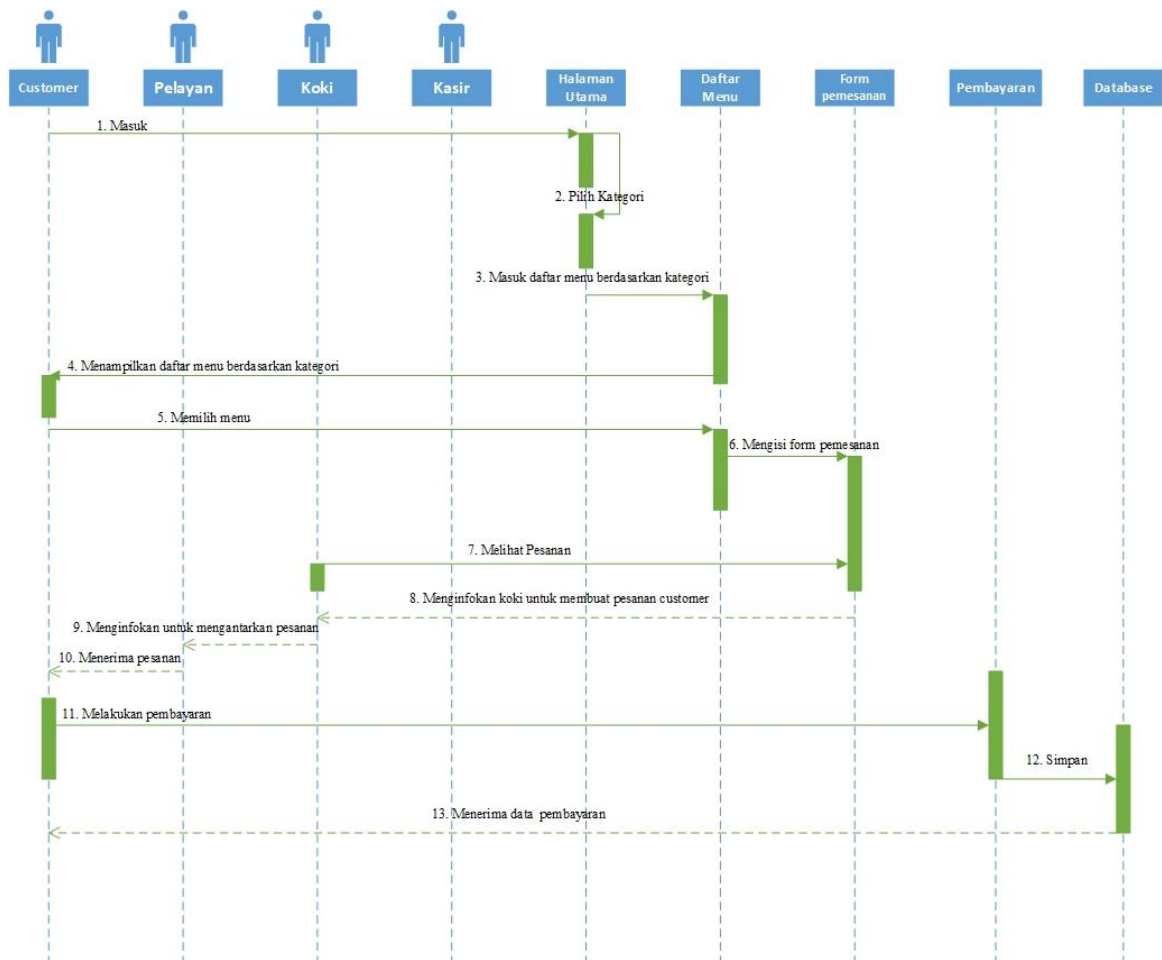 Customer
Pelayan
Koki
Kasir
Halaman
Utama
Daftar
Menu
Form
pemesanan
Pembayaran
Database
1. Masuk
2. Pilih Kategori
3. Masuk daftar menu berdasarkan kategori
4. Menampilkan daftar menu berdasarkan kategori
5. Memilih menu
6. Mengisi form pemesanan
7. Melihat Pesanan
8. Menginfokan koki untuk membuat pesanan customer
9. Menginfokan untuk mengantarkan pesanan
10. Menerima pesanan
11. Melakukan pembayaran
12. Simpan
13. Menerima data pembayaran